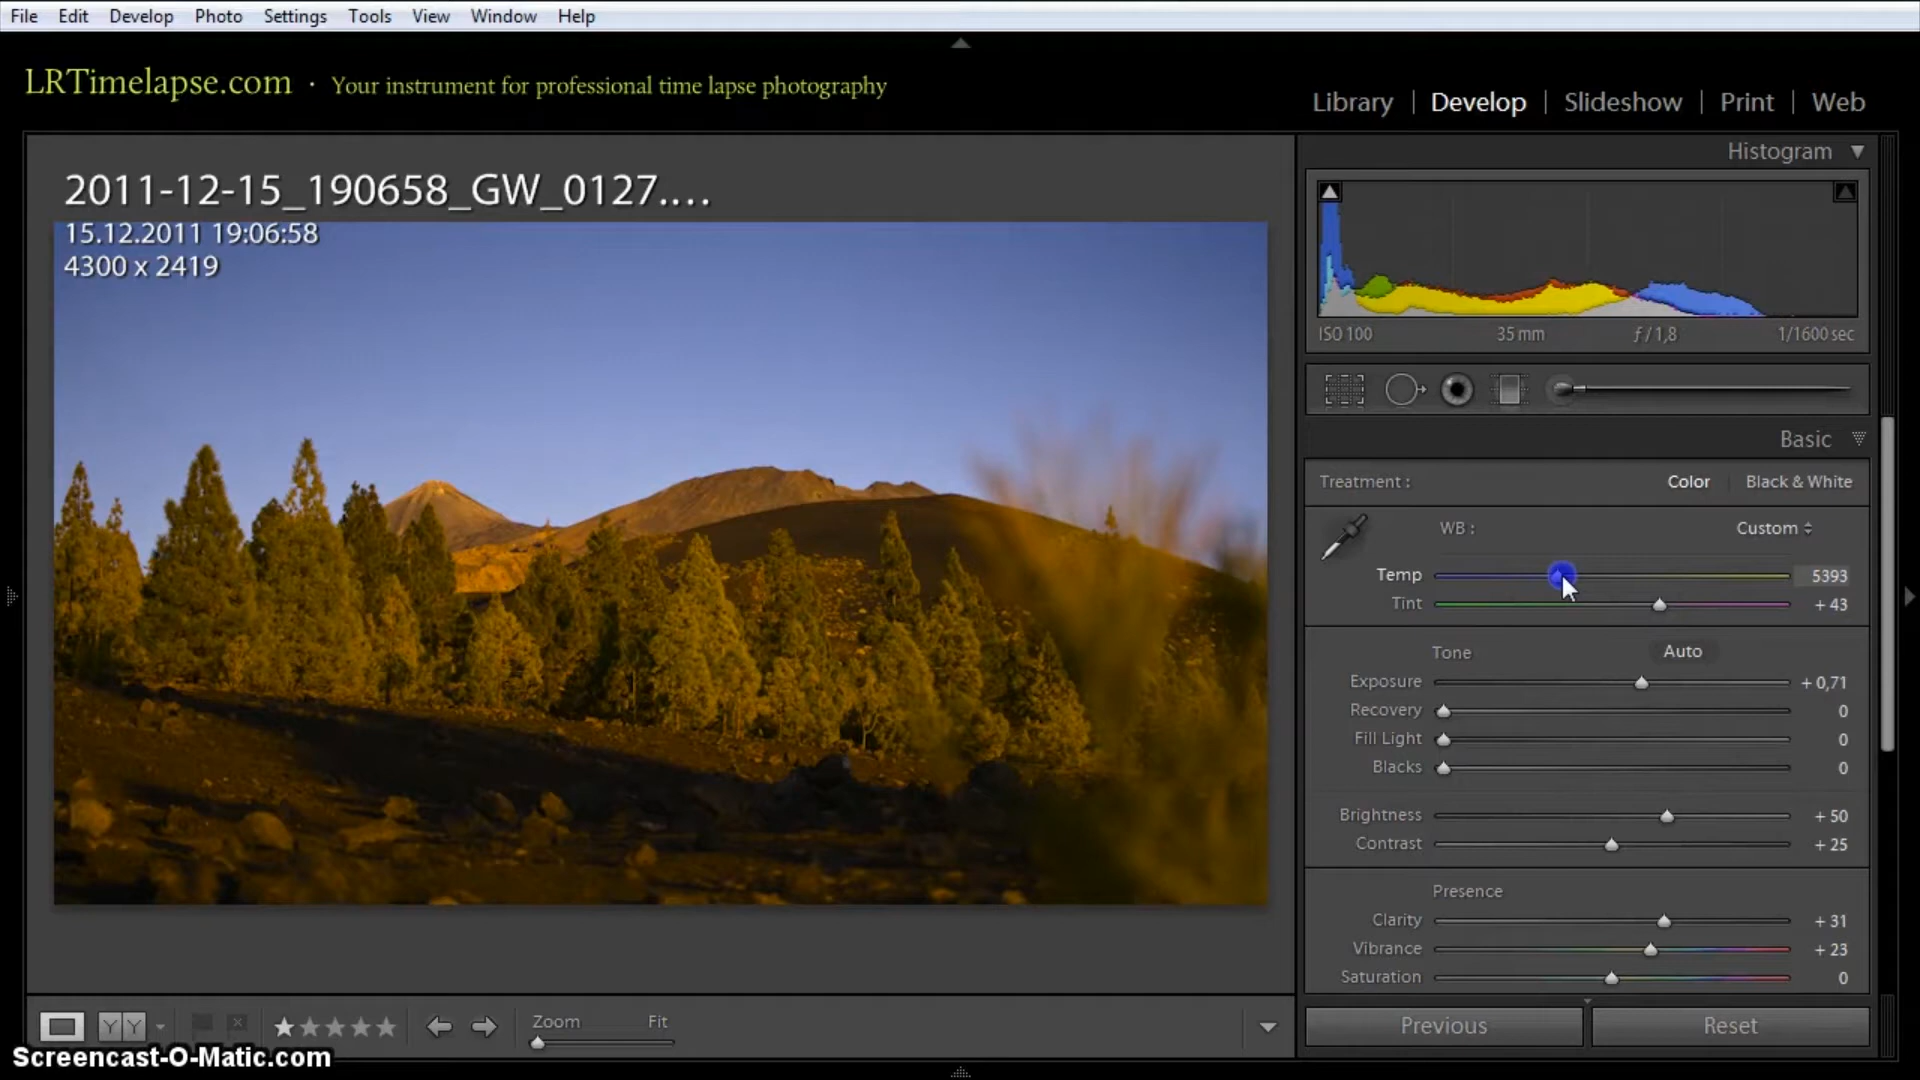 File Edit Develop Photo Settings Tools View Window Help
LRTimelapse.com · Your instrument for professional time lapse photography
Library | Develop | Slideshow | Print | Web
Histogram
2011-12-15_190658_GW_0127....
15.12.2011 19:06:58
4300 x 2419
ISO 100 35 mm ƒ / 1,8 1/1600 sec
Basic
Treatment : Color Black & White
WB : Custom
Temp 5393
Tint + 43
Tone Auto
Exposure + 0,71
Recovery 0
Fill Light 0
Blacks 0
Brightness + 50
Contrast + 25
Presence
Clarity + 31
Vibrance + 23
Saturation 0
Y Y Zoom Fit
Previous Reset
Screencast-O-Matic.com